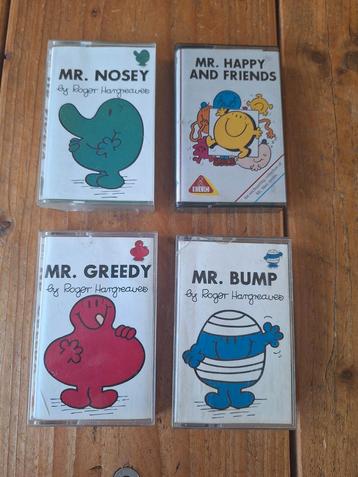 MR. NOSEY
by Roger Hargreaves
MR. HAPPY
AND FRIENDS
MR. GREEDY
by Roger Hargreaves
MR. BUMP
by Roger Hargreaves